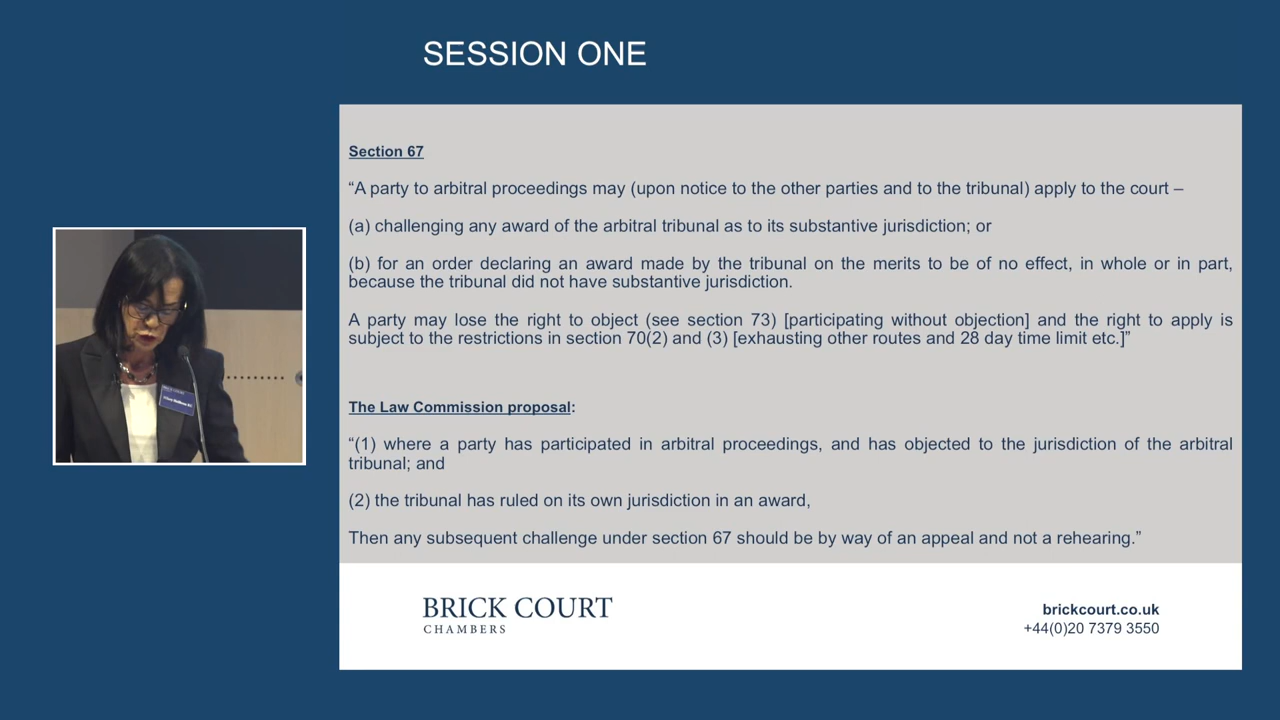 SESSION ONE
Section 67
“A party to arbitral proceedings may (upon notice to the other parties and to the tribunal) apply to the court –
(a) challenging any award of the arbitral tribunal as to its substantive jurisdiction; or
(b) for an order declaring an award made by the tribunal on the merits to be of no effect, in whole or in part,
because the tribunal did not have substantive jurisdiction.
A party may lose the right to object (see section 73) [participating without objection] and the right to apply is
subject to the restrictions in section 70(2) and (3) [exhausting other routes and 28 day time limit etc.]”
The Law Commission proposal:
“(1) where a party has participated in arbitral proceedings, and has objected to the jurisdiction of the arbitral
tribunal; and
(2) the tribunal has ruled on its own jurisdiction in an award,
Then any subsequent challenge under section 67 should be by way of an appeal and not a rehearing.”
BRICK COURT
CHAMBERS
brickcourt.co.uk
+44(0)20 7379 3550